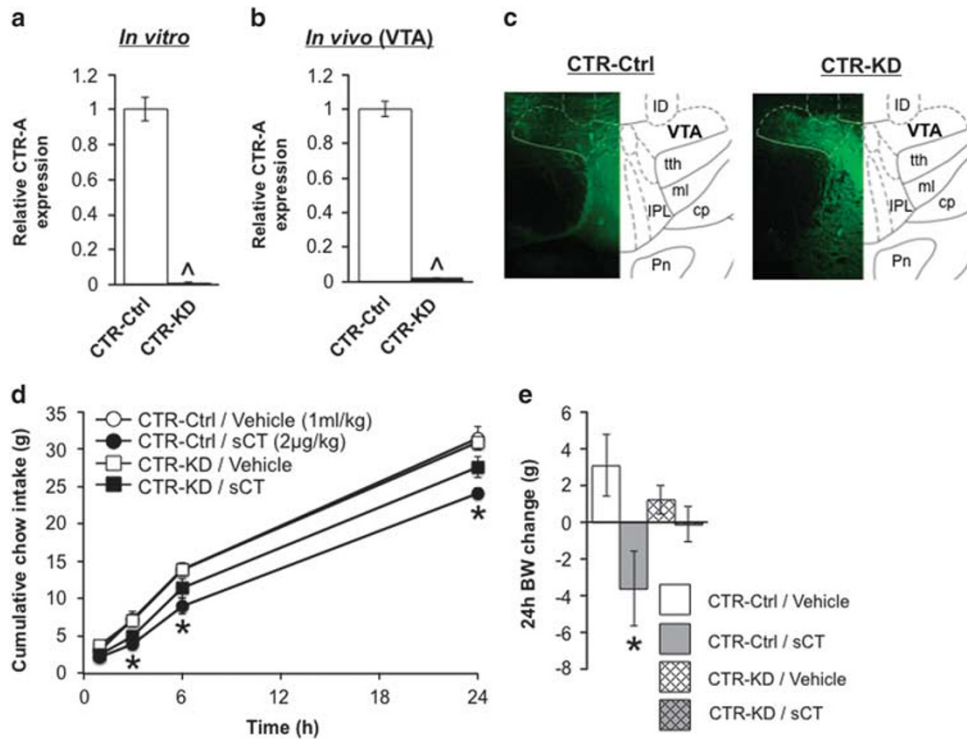 a
In vitro
Relative CTR-A
expression
1.2
1
0.8
0.6
0.4
0.2
0
^
CTR-Ctrl
CTR-KD
b
In vivo (VTA)
Relative CTR-A
expression
1.2
1
0.8
0.6
0.4
0.2
0
^
CTR-Ctrl
CTR-KD
c
CTR-Ctrl
ID
VTA
tth
ml
IPL
cp
Pn
CTR-KD
ID
VTA
tth
ml
IPL
cp
Pn
d
Cumulative chow intake (g)
35
30
25
20
15
10
5
0
CTR-Ctrl / Vehicle (1ml/kg)
CTR-Ctrl / sCT (2µg/kg)
CTR-KD / Vehicle
CTR-KD / sCT
*
*
*
0
6
12
18
24
Time (h)
e
24h BW change (g)
6
4
2
0
-2
-4
-6
-8
*
CTR-Ctrl / Vehicle
CTR-Ctrl / sCT
CTR-KD / Vehicle
CTR-KD / sCT